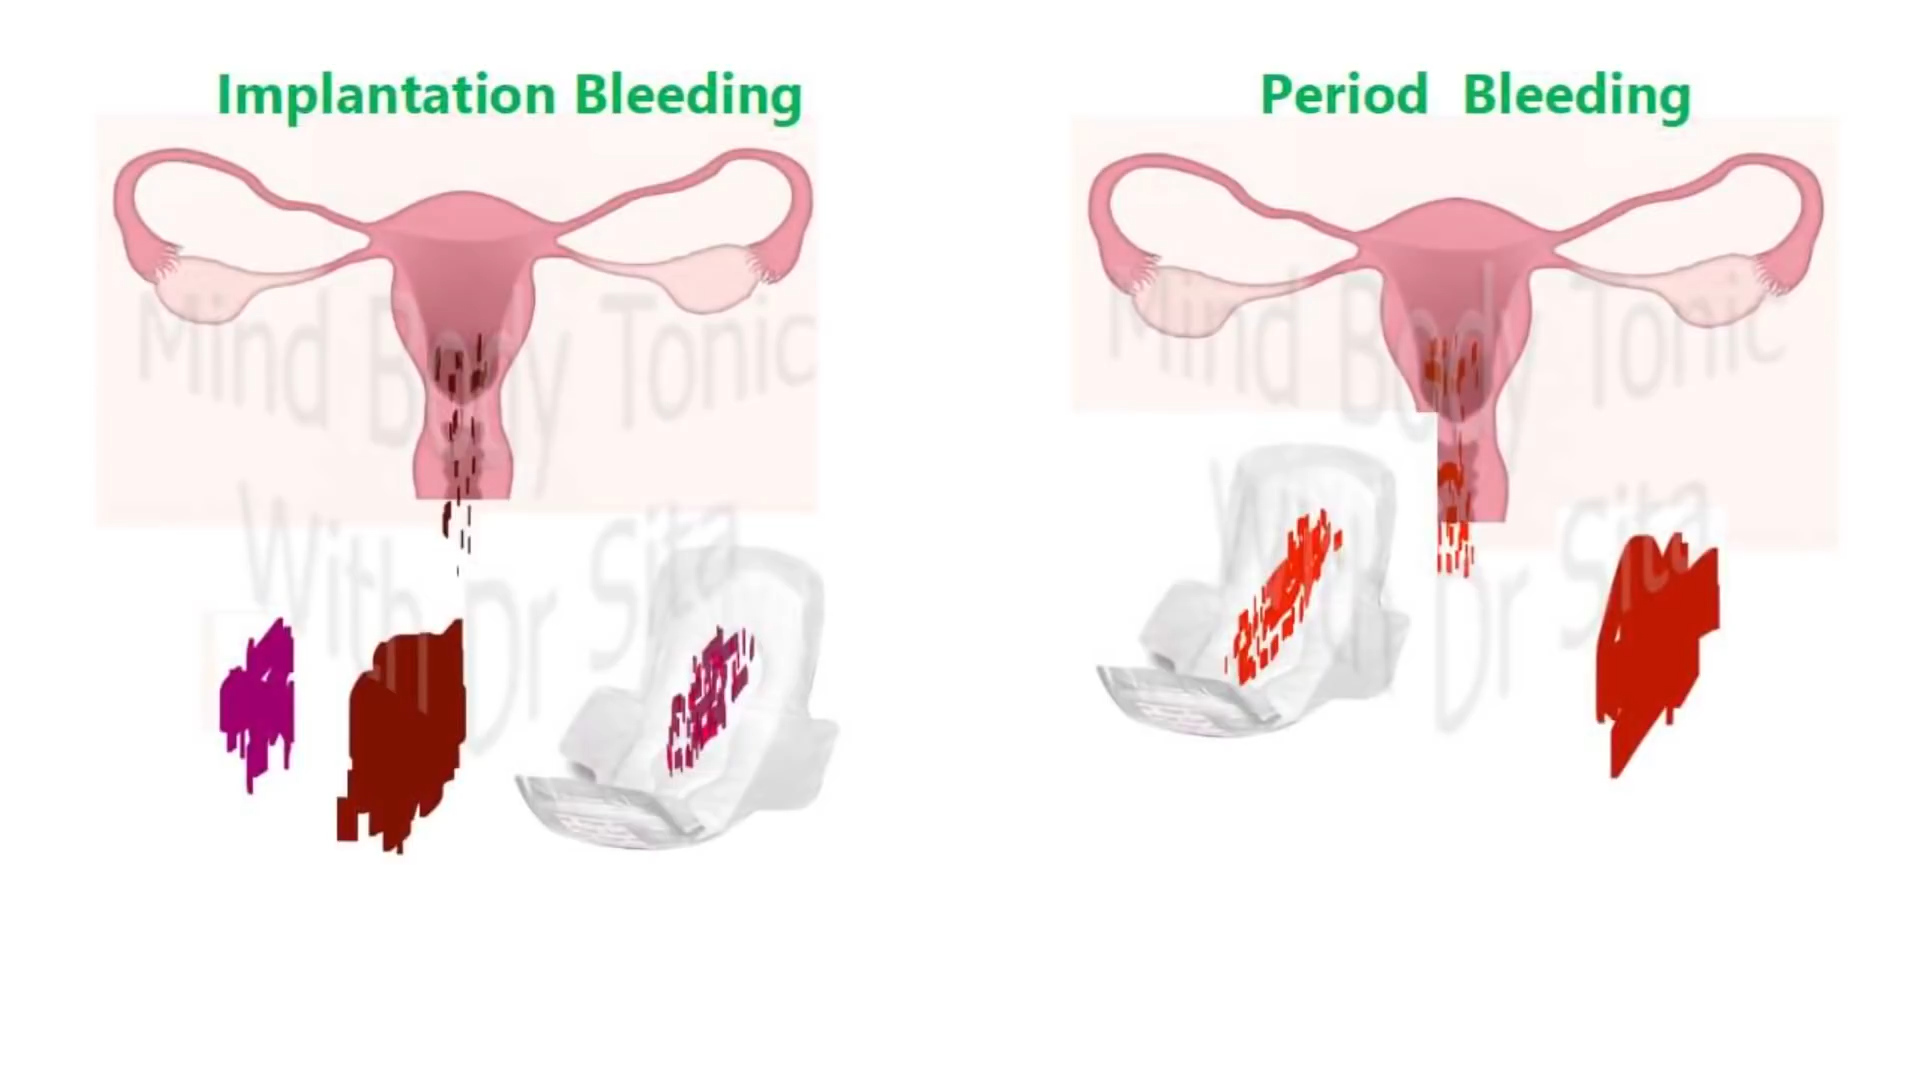 Implantation Bleeding
Period  Bleeding
Mind Body Tonic
With Dr Sita
Mind Body Tonic
With Dr Sita